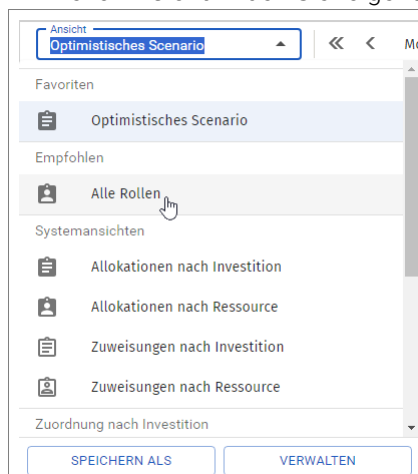 Ansicht
Optimistisches Scenario
Favoriten
Optimistisches Scenario
Empfohlen
Alle Rollen
Systemansichten
Allokationen nach Investition
Allokationen nach Ressource
Zuweisungen nach Investition
Zuweisungen nach Ressource
Zuordnung nach Investition
SPEICHERN ALS
VERWALTEN